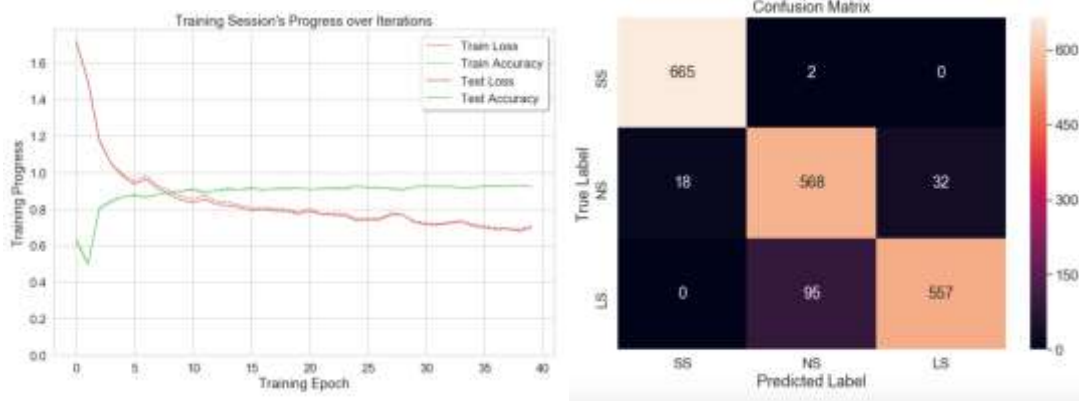 Training Session's Progress over Iterations
Train Loss
Train Accuracy
Test Loss
Test Accuracy
Training Progress
1.6
1.4
1.2
1.0
0.8
0.6
0.4
0.2
0.0
0 5 10 15 20 25 30 35 40
Training Epoch
Confusion Matrix
True Label
SS
NS
LS
665 2 0
18 568 32
0 95 557
SS NS LS
Predicted Label
600
450
300
150
0